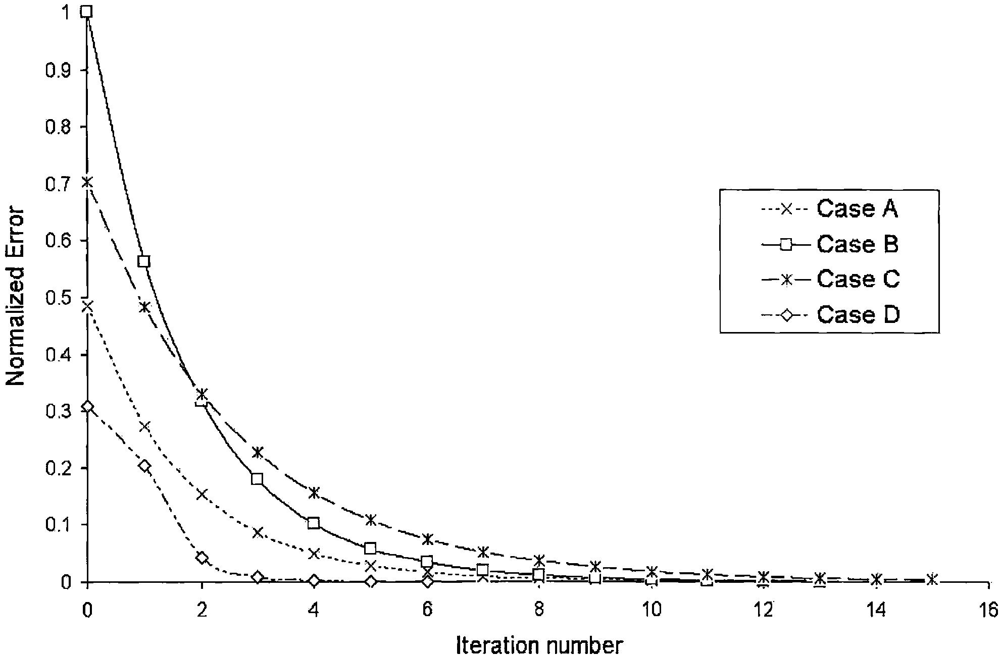 1
0.9
0.8
0.7
0.6
0.5
0.4
0.3
0.2
0.1
0
Normalized Error
Case A
Case B
Case C
Case D
0 2 4 6 8 10 12 14 16
Iteration number